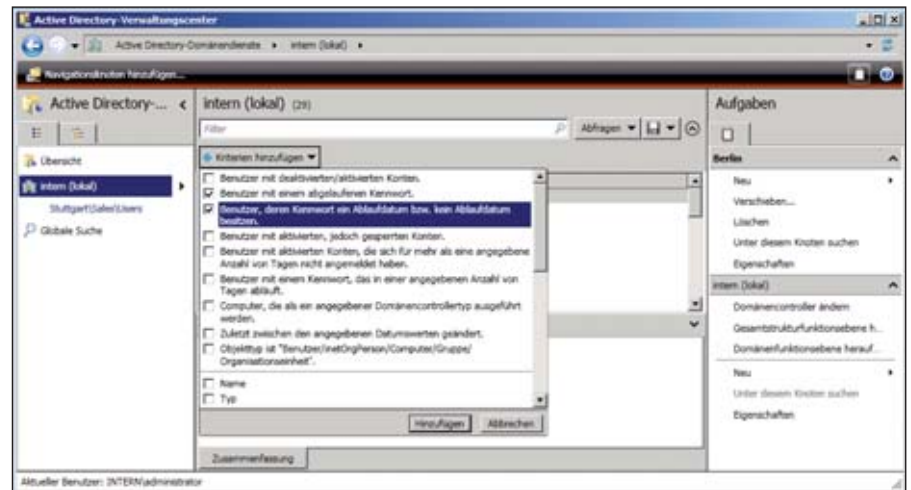 Active Directory-Verwaltungscenter
Active Directory-Domänendienste intern (lokal)
Navigationsknoten hinzufügen...
Active Directory-...
intern (lokal) (29)
Aufgaben
Filter
Abfragen
Übersicht
intern (lokal)
Stuttgart\Sales\Users
Globale Suche
Kriterien hinzufügen
Benutzer mit deaktivierten/aktivierten Konten.
Benutzer mit einem abgelaufenen Kennwort.
Benutzer, deren Kennwort ein Ablaufdatum bzw. kein Ablaufdatum
besitzen.
Benutzer mit aktivierten, jedoch gesperrten Konten.
Benutzer mit aktivierten Konten, die sich für mehr als eine angegebene
Anzahl von Tagen nicht angemeldet haben.
Benutzer mit einem Kennwort, das in einer angegebenen Anzahl von
Tagen abläuft.
Computer, die als ein angegebener Domänencontrollertyp ausgeführt
werden.
Zuletzt zwischen den angegebenen Datumswerten geändert.
Objekttyp ist "Benutzer/inetOrgPerson/Computer/Gruppe/
Organisationseinheit".
Name
Typ
Hinzufügen Abbrechen
Zusammenfassung
Berlin
Neu
Verschieben...
Löschen
Unter diesem Knoten suchen
Eigenschaften
intern (lokal)
Domänencontroller ändern
Gesamtstrukturfunktionsebene h...
Domänenfunktionsebene herauf...
Neu
Unter diesem Knoten suchen
Eigenschaften
Aktueller Benutzer: INTERN\administrator